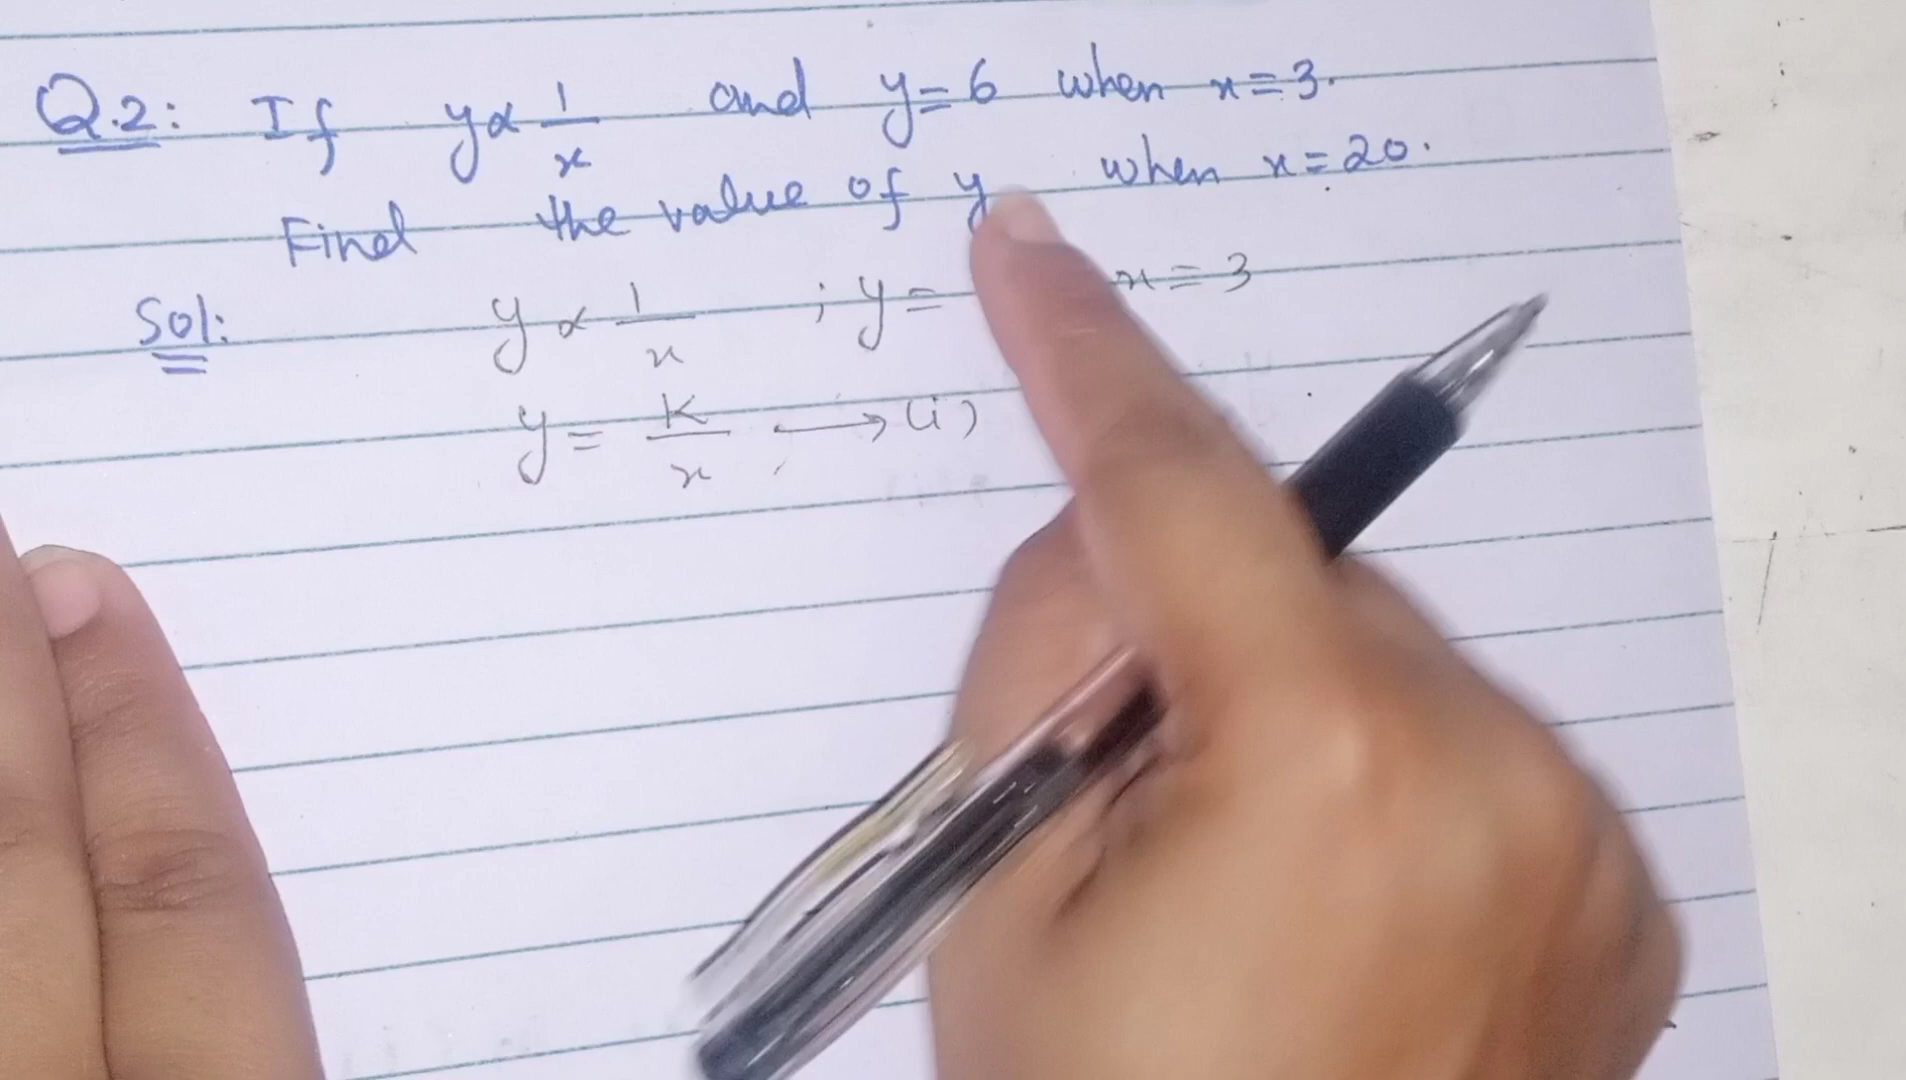 Q.2: If y ∝ 1/x and y = 6 when x = 3.
Find the value of y when x = 20.
Sol: y ∝ 1/x ; y = x = 3
y = K/x → (i)